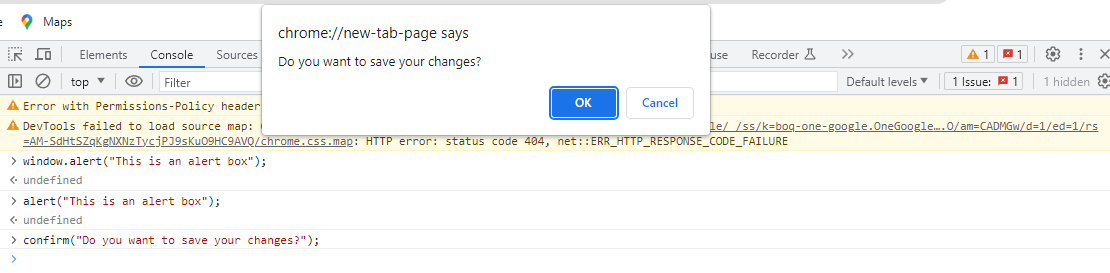 Maps
chrome://new-tab-page says
Do you want to save your changes?
OK
Cancel
Elements Console Sources Recorder 1 1
top Filter Default levels 1 Issue: 1 1 hidden
Error with Permissions-Policy header
DevTools failed to load source map:
/ss/k=boq-one-google.OneGoogle….O/am=CADMGw/d=1/ed=1/rs
=AM-SdHtSZqKgNXNzTycjPJ9sKuO9HC9AVQ/chrome.css.map: HTTP error: status code 404, net::ERR_HTTP_RESPONSE_CODE_FAILURE
> window.alert("This is an alert box");
undefined
> alert("This is an alert box");
undefined
> confirm("Do you want to save your changes?");
>